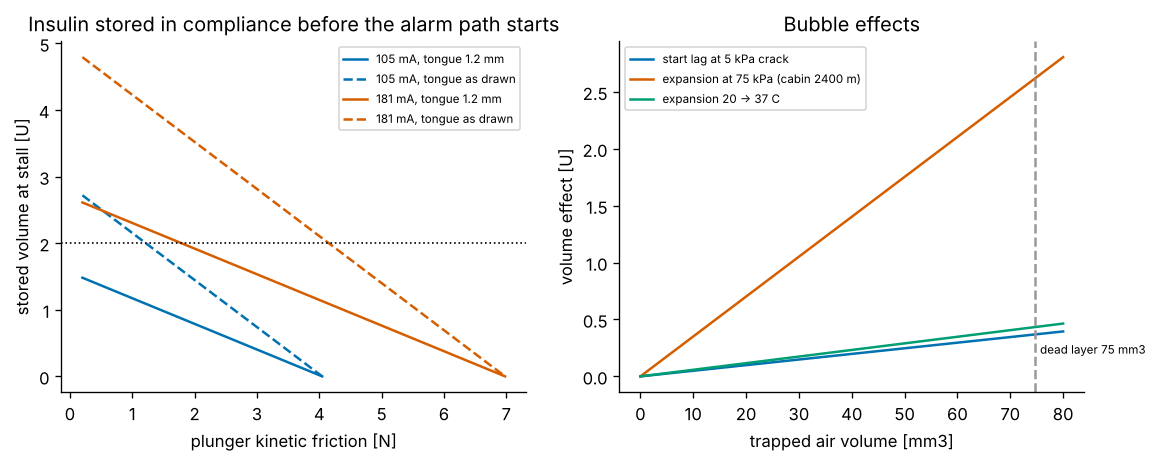 Insulin stored in compliance before the alarm path starts
5
4
3
2
1
0
stored volume at stall [U]
105 mA, tongue 1.2 mm
105 mA, tongue as drawn
181 mA, tongue 1.2 mm
181 mA, tongue as drawn
0
1
2
3
4
5
6
7
plunger kinetic friction [N]
Bubble effects
2.5
2.0
1.5
1.0
0.5
0.0
volume effect [U]
start lag at 5 kPa crack
expansion at 75 kPa (cabin 2400 m)
expansion 20 → 37 C
dead layer 75 mm3
0
10
20
30
40
50
60
70
80
trapped air volume [mm3]